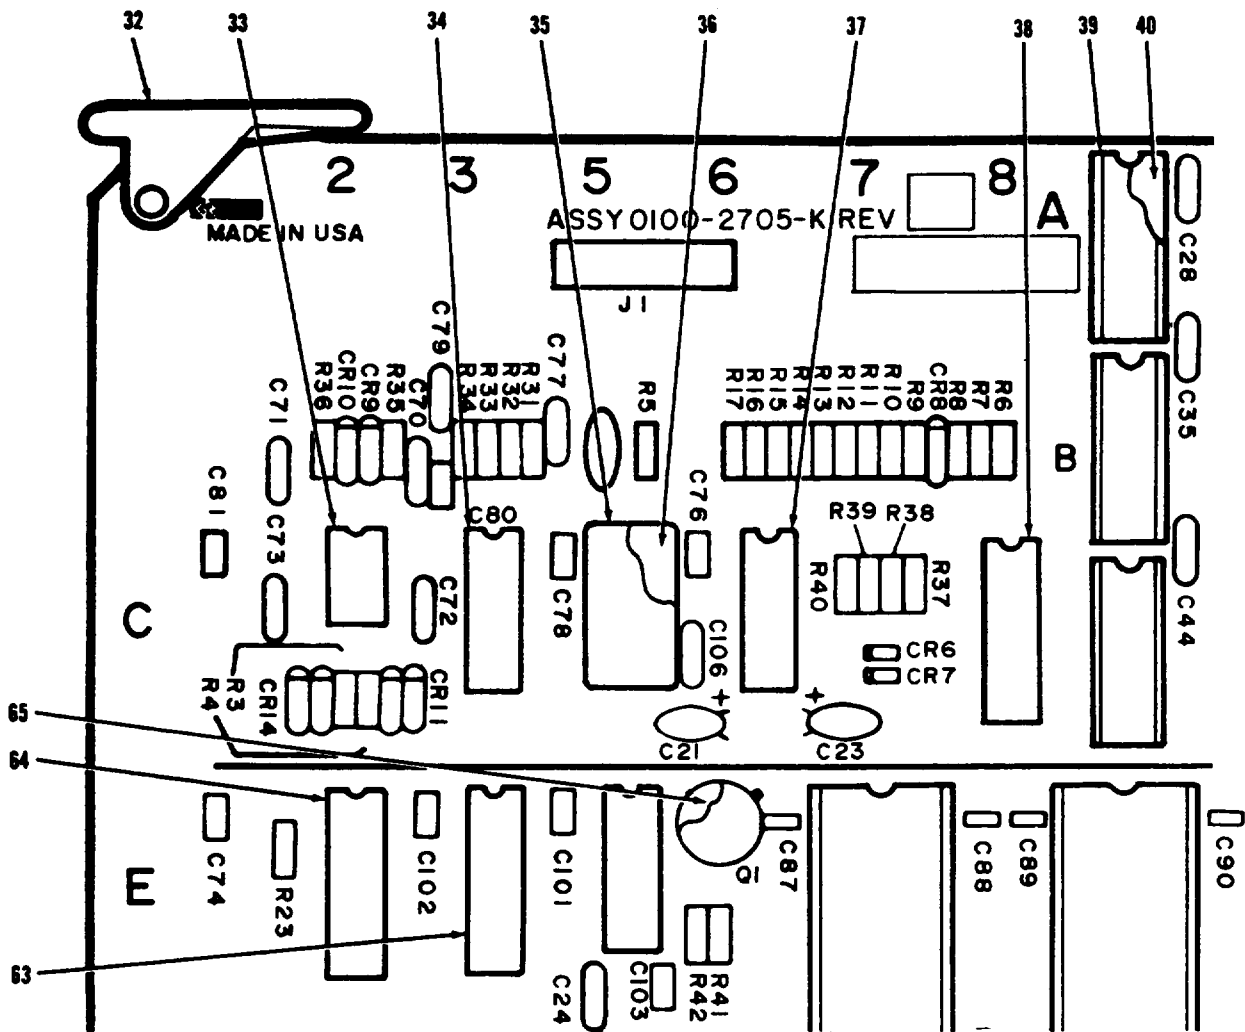 32 33 34 35 36 37 38 39 40
2 3 5 6 7 8
MADE IN USA
ASSY 0100-2705-K REV
A
J1
C28
C79
C77
C71
R36
CR10
CR9
R35
C70
R34
R33
R32
R31
R5
R17
R16
R15
R14
R13
R12
R11
R10
R9
CR8
R8
R7
R6
C35
B
C81
C73
C80
C76
R39 R38
C72
C78
R40
R37
C44
C
C106
CR6
CR7
R3
R4
CR14
CR11
+ +
C21
C23
65
64
E
C74
R23
C102
C101
Q1
C87
C88
C89
C90
63
C24
C103
R42
R41